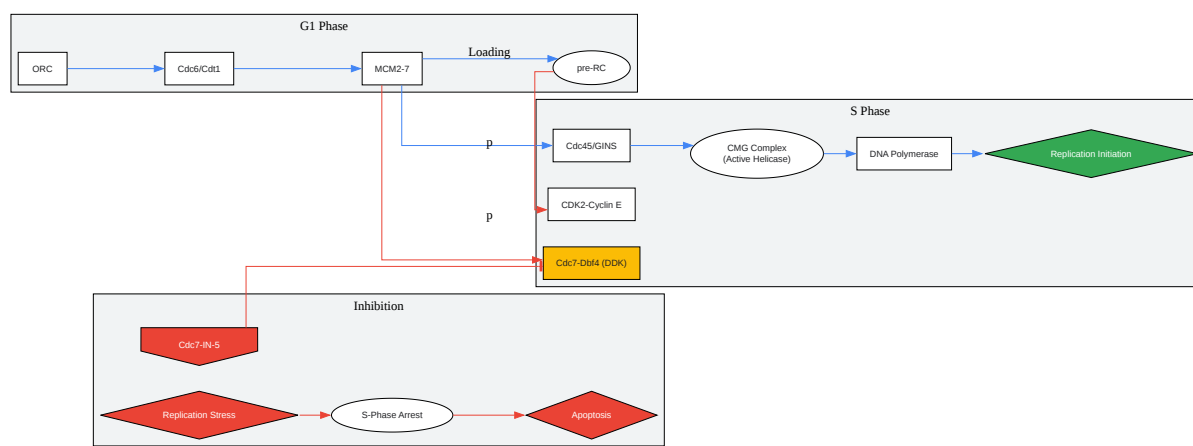 G1 Phase
ORC
Cdc6/Cdt1
MCM2-7
Loading
pre-RC
S Phase
p
Cdc45/GINS
CMG Complex
(Active Helicase)
DNA Polymerase
Replication Initiation
CDK2-Cyclin E
p
Cdc7-Dbf4 (DDK)
Inhibition
Cdc7-IN-5
Replication Stress
S-Phase Arrest
Apoptosis